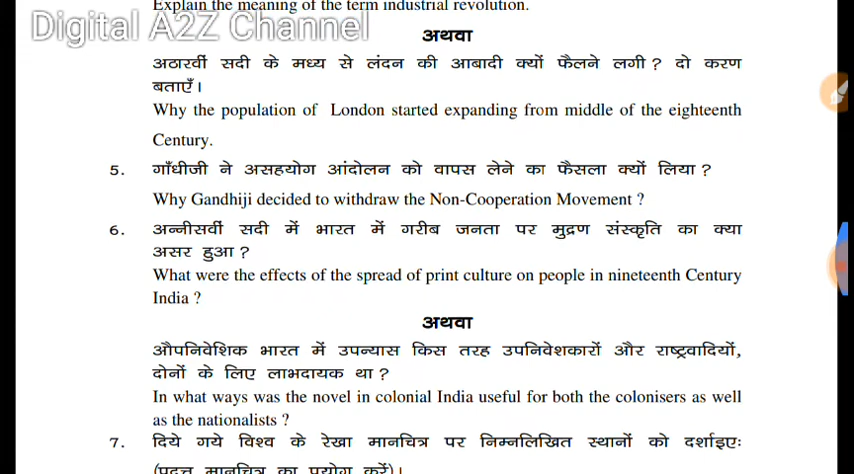 Explain the meaning of the term industrial revolution.
Digital A2Z Channel
अथवा
अठारवीं सदी के मध्य से लंदन की आबादी क्यों फैलने लगी ? दो करण
बताएँ।
Why the population of London started expanding from middle of the eighteenth
Century.
5. गाँधीजी ने असहयोग आंदोलन को वापस लेने का फैसला क्यों लिया ?
Why Gandhiji decided to withdraw the Non-Cooperation Movement ?
6. अन्नीसवीं सदी में भारत में गरीब जनता पर मुद्रण संस्कृति का क्या
असर हुआ ?
What were the effects of the spread of print culture on people in nineteenth Century
India ?
अथवा
औपनिवेशिक भारत में उपन्यास किस तरह उपनिवेशकारों और राष्ट्रवादियों,
दोनों के लिए लाभदायक था ?
In what ways was the novel in colonial India useful for both the colonisers as well
as the nationalists ?
7. दिये गये विश्व के रेखा मानचित्र पर निम्नलिखित स्थानों को दर्शाइएः
(प्रदत्त मानचित्र का प्रयोग करें)।